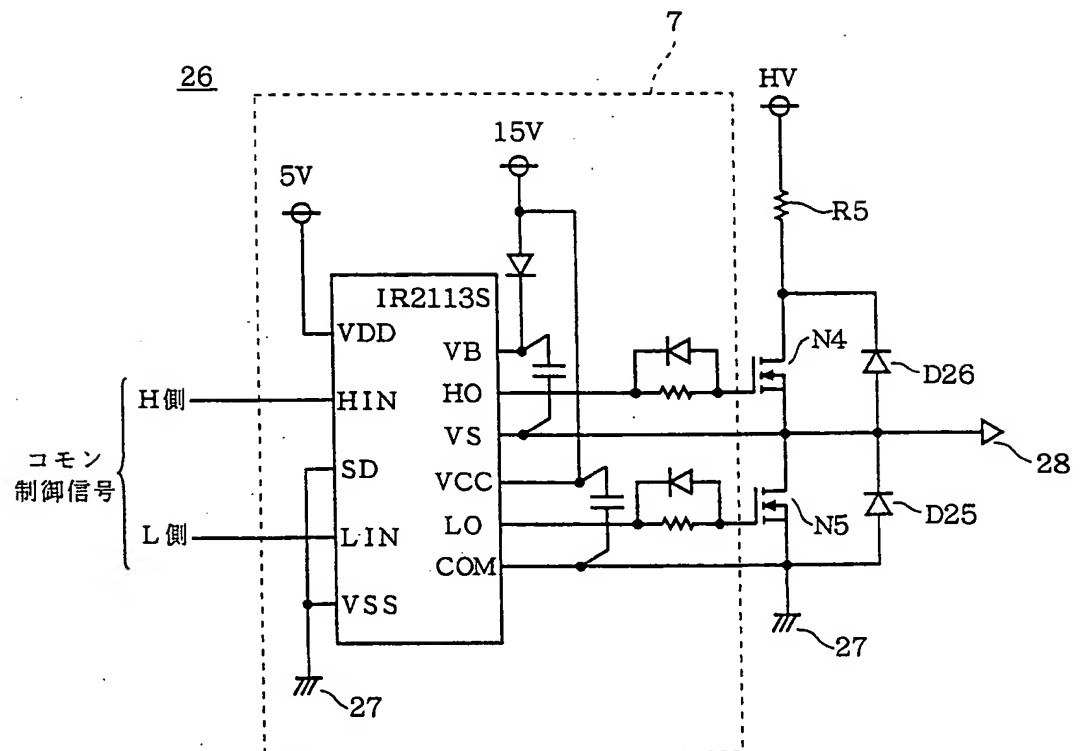 7
26
HV
15V
5V
R5
IR2113S
VDD
VB
N4
D26
HO
H側
HIN
VS
28
コモン
制御信号
SD
VCC
D25
N5
L側
LIN
LO
COM
VSS
27
27